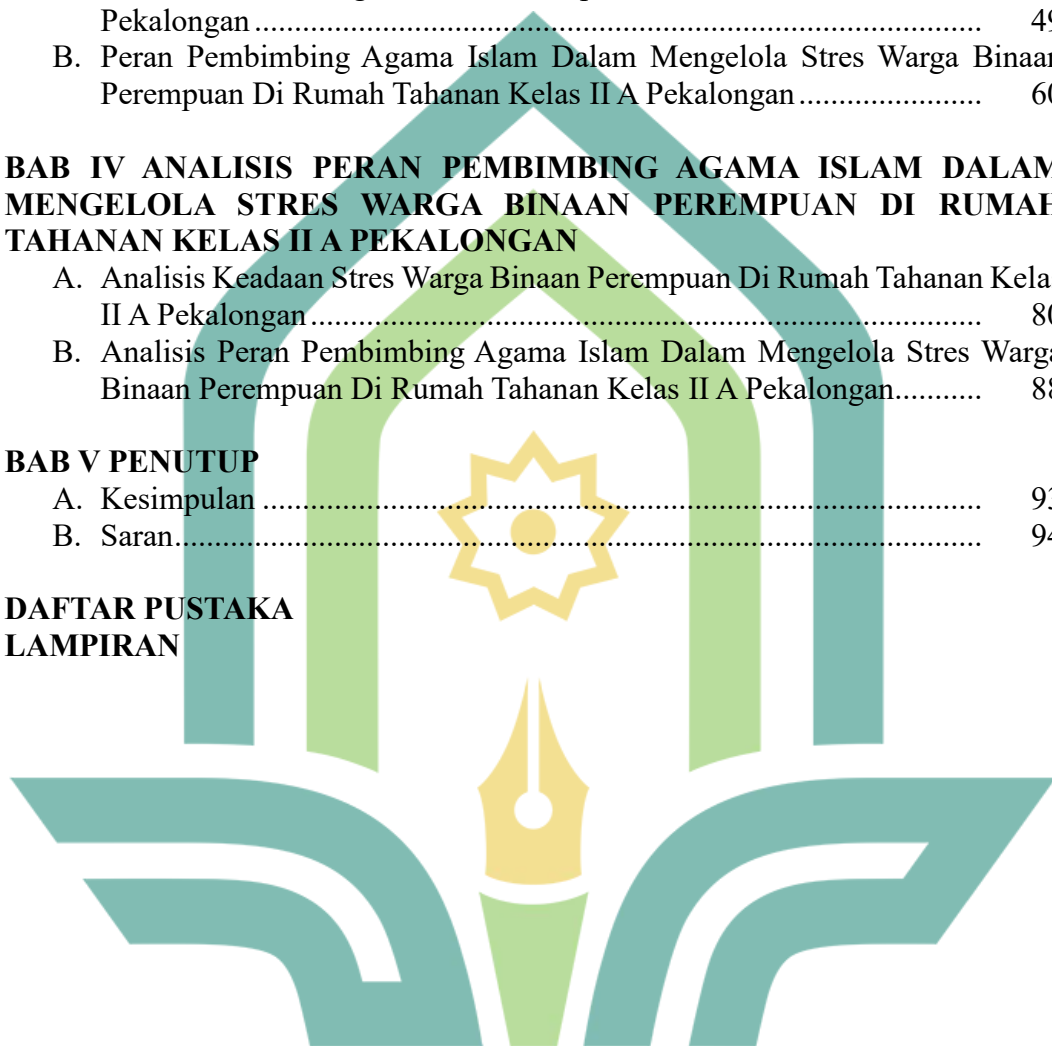 Pekalongan ........................................................................................... 49
B. Peran Pembimbing Agama Islam Dalam Mengelola Stres Warga Binaan
Perempuan Di Rumah Tahanan Kelas II A Pekalongan ....................... 60
BAB IV ANALISIS PERAN PEMBIMBING AGAMA ISLAM DALAM
MENGELOLA STRES WARGA BINAAN PEREMPUAN DI RUMAH
TAHANAN KELAS II A PEKALONGAN
A. Analisis Keadaan Stres Warga Binaan Perempuan Di Rumah Tahanan Kelas
II A Pekalongan .................................................................................... 80
B. Analisis Peran Pembimbing Agama Islam Dalam Mengelola Stres Warga
Binaan Perempuan Di Rumah Tahanan Kelas II A Pekalongan........... 88
BAB V PENUTUP
A. Kesimpulan .......................................................................................... 93
B. Saran..................................................................................................... 94
DAFTAR PUSTAKA
LAMPIRAN